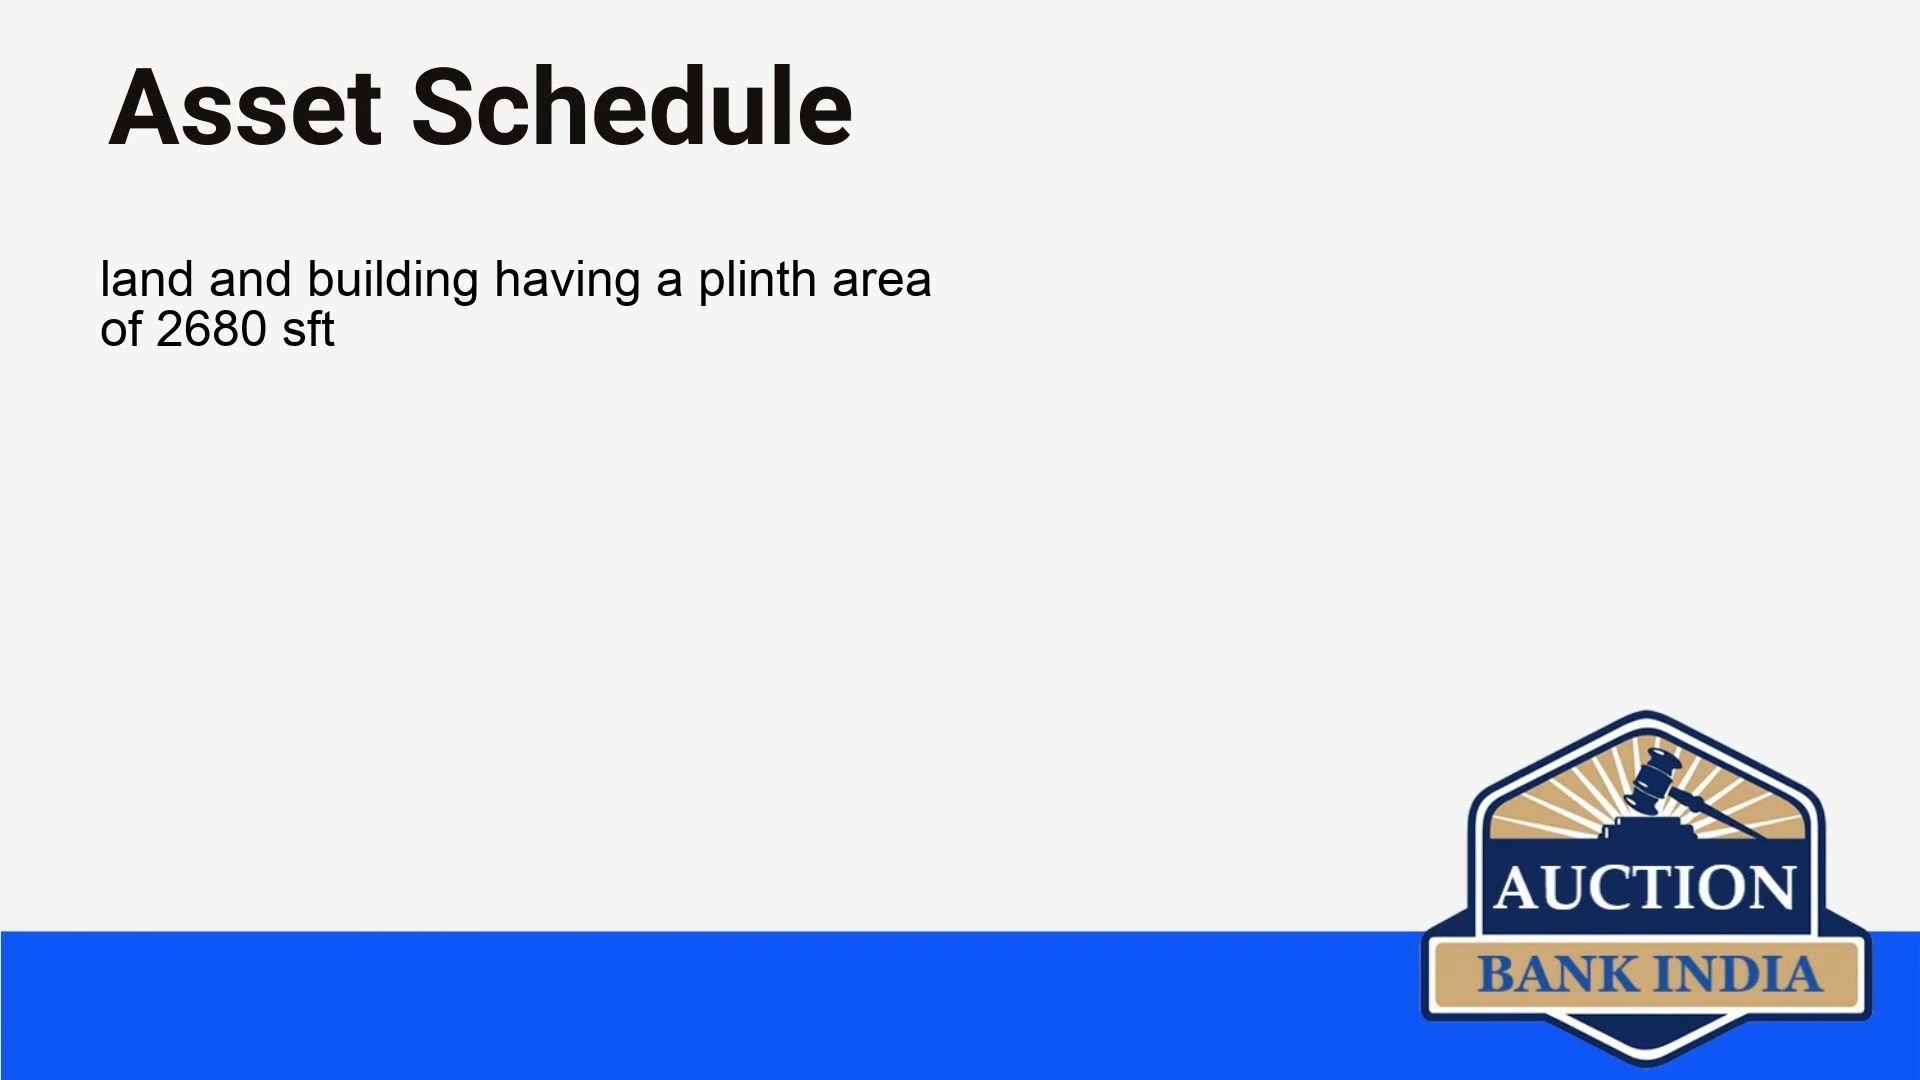 Asset Schedule
land and building having a plinth area
of 2680 sft
AUCTION
BANK INDIA